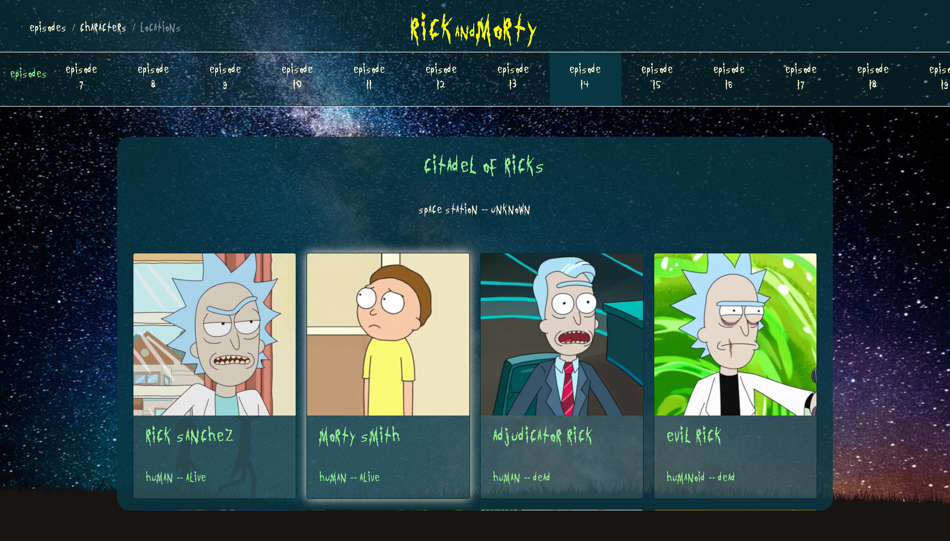 episodes / characters / Locations
Rick and Morty
episodes
episode 7
episode 8
episode 9
episode 10
episode 11
episode 12
episode 13
episode 14
episode 15
episode 16
episode 17
episode 18
Citadel of Ricks
space station -- unknown
Rick Sanchez
human -- Alive
Morty Smith
human -- Alive
Adjudicator Rick
human -- dead
evil Rick
humanoid -- dead